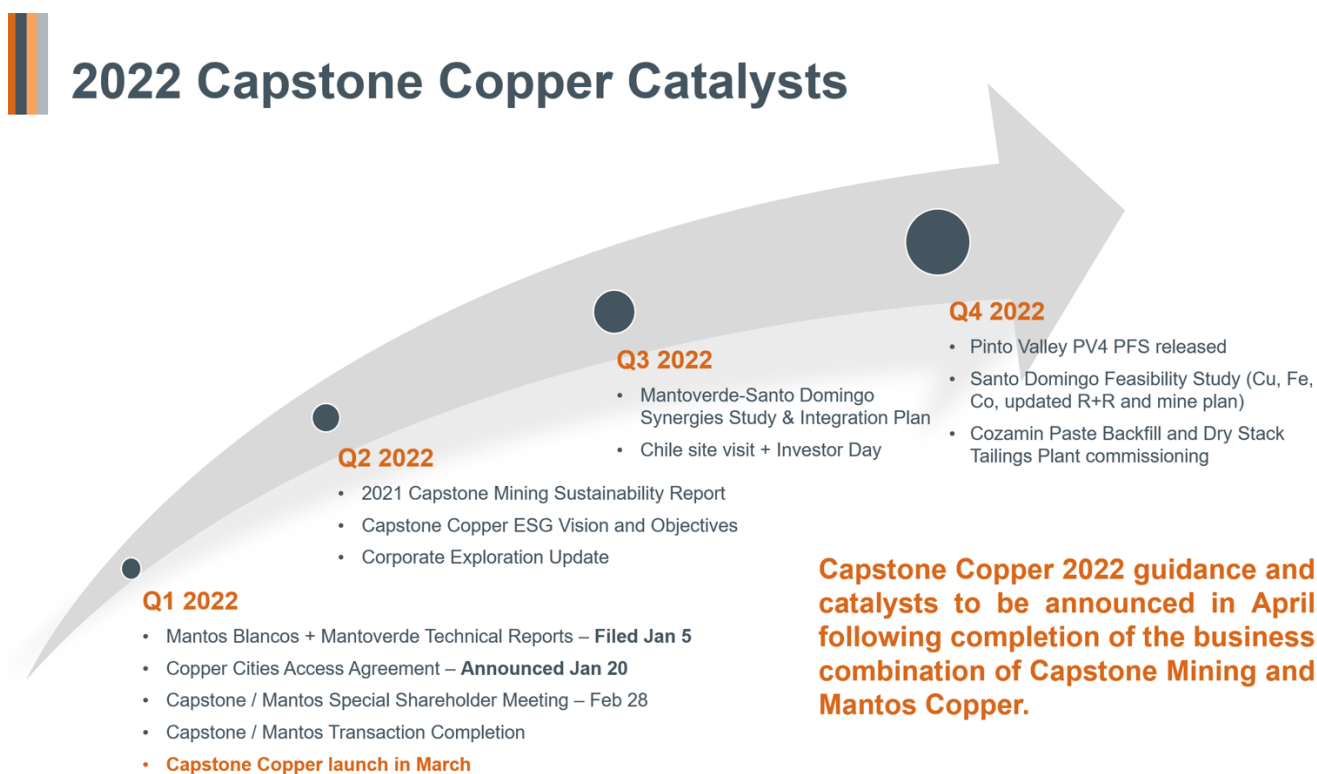 2022 Capstone Copper Catalysts
Q4 2022
• Pinto Valley PV4 PFS released
• Santo Domingo Feasibility Study (Cu, Fe,
Co, updated R+R and mine plan)
• Cozamin Paste Backfill and Dry Stack
Tailings Plant commissioning
Q3 2022
• Mantoverde-Santo Domingo
Synergies Study & Integration Plan
• Chile site visit + Investor Day
Q2 2022
• 2021 Capstone Mining Sustainability Report
• Capstone Copper ESG Vision and Objectives
• Corporate Exploration Update
Q1 2022
• Mantos Blancos + Mantoverde Technical Reports – Filed Jan 5
• Copper Cities Access Agreement – Announced Jan 20
• Capstone / Mantos Special Shareholder Meeting – Feb 28
• Capstone / Mantos Transaction Completion
• Capstone Copper launch in March
Capstone Copper 2022 guidance and
catalysts to be announced in April
following completion of the business
combination of Capstone Mining and
Mantos Copper.